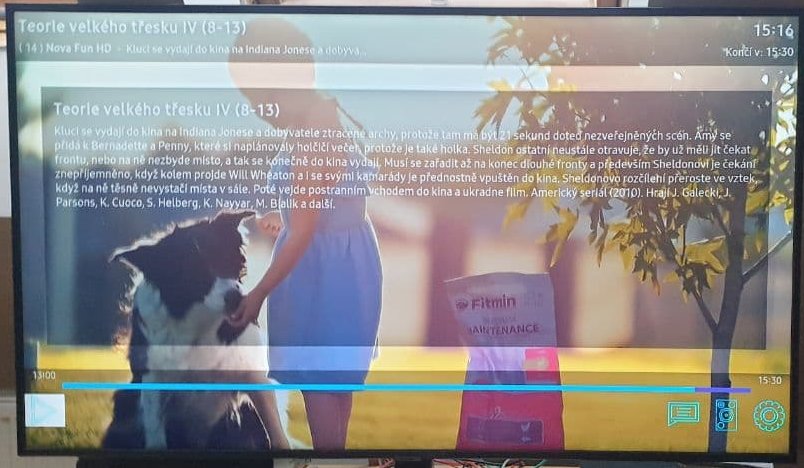 Teorie velkého třesku IV (8-13)
15:16
( 14 ) Nova Fun HD - Kluci se vydají do kina na Indiana Jonese a dobývá...
Končí v: 15:30
Teorie velkého třesku IV (8-13)
Kluci se vydají do kina na Indiana Jonese a dobyvatele ztracené archy, protože tam má být 21 sekund doteď nezveřejněných scén. Amy se
přidá k Bernadette a Penny, které si naplánovaly holčičí večer, protože je také holka. Sheldon ostatní neustále otravuje, že by už měli jít čekat
frontu, nebo na ně nezbyde místo, a tak se konečně do kina vydají. Musí se zařadit až na konec dlouhé fronty a především Sheldonovi je čekání
znepříjemněno, když kolem projde Will Wheaton a i se svými kamarády je přednostně vpuštěn do kina. Sheldonovo rozčílení přeroste ve vztek,
když na ně těsně nevystačí místa v sále. Poté vejde postranním vchodem do kina a ukradne film. Americký seriál (2010). Hrají J. Galecki, J.
Parsons, K. Cuoco, S. Helberg, K. Nayyar, M. Bialik a další.
Fitmin
MAINTENANCE
13:00
15:30